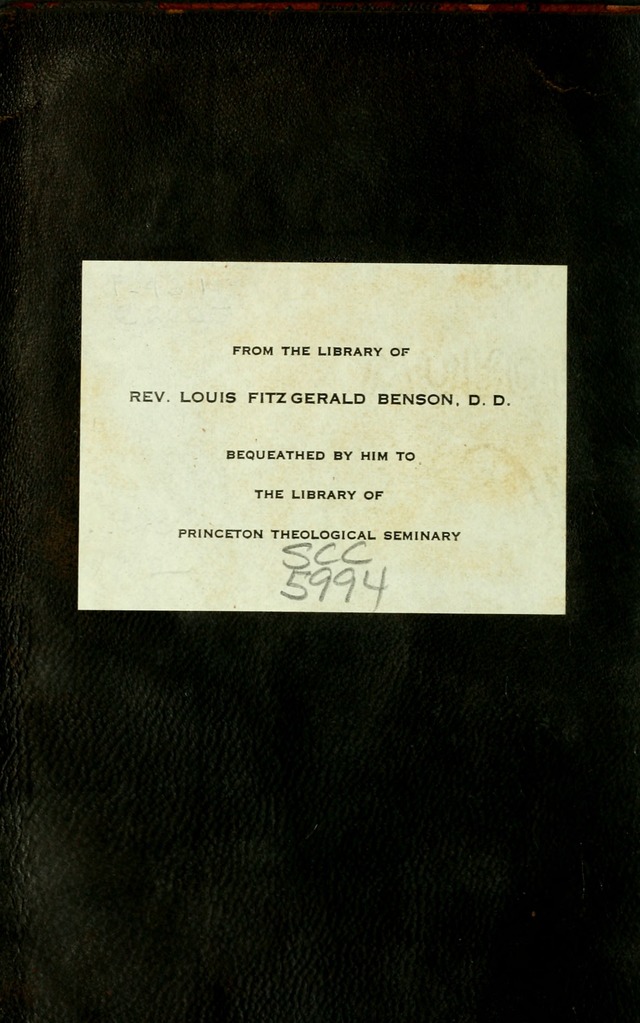 FROM THE LIBRARY OF
REV. LOUIS FITZGERALD BENSON, D. D.
BEQUEATHED BY HIM TO
THE LIBRARY OF
PRINCETON THEOLOGICAL SEMINARY
SCC
5994